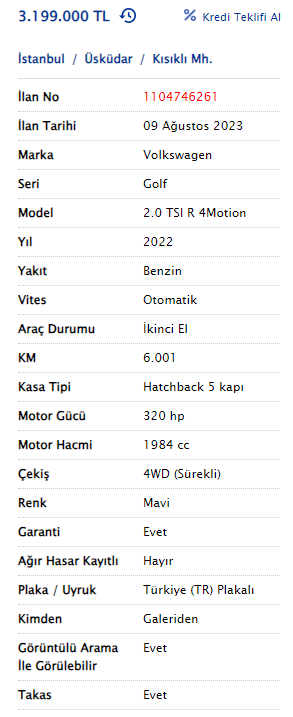 3.199.000 TL % Kredi Teklifi Al
İstanbul / Üsküdar / Kısıklı Mh.
İlan No 1104746261
İlan Tarihi 09 Ağustos 2023
Marka Volkswagen
Seri Golf
Model 2.0 TSI R 4Motion
Yıl 2022
Yakıt Benzin
Vites Otomatik
Araç Durumu İkinci El
KM 6.001
Kasa Tipi Hatchback 5 kapı
Motor Gücü 320 hp
Motor Hacmi 1984 cc
Çekiş 4WD (Sürekli)
Renk Mavi
Garanti Evet
Ağır Hasar Kayıtlı Hayır
Plaka / Uyruk Türkiye (TR) Plakalı
Kimden Galeriden
Görüntülü Arama Evet
İle Görülebilir
Takas Evet